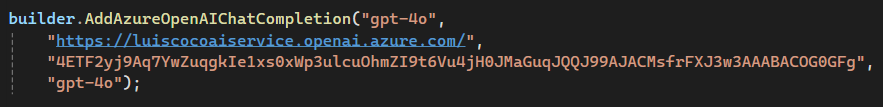 builder.AddAzureOpenAIChatCompletion("gpt-4o",
"https://luiscocoaiservice.openai.azure.com/",
"4ETF2yj9Aq7YwZuqgkIe1xs0xWp3ulcuOhmZI9t6Vu4jH0JMaGuqJQQJ99AJACMsfrFXJ3w3AAABACOG0GFg",
"gpt-4o");